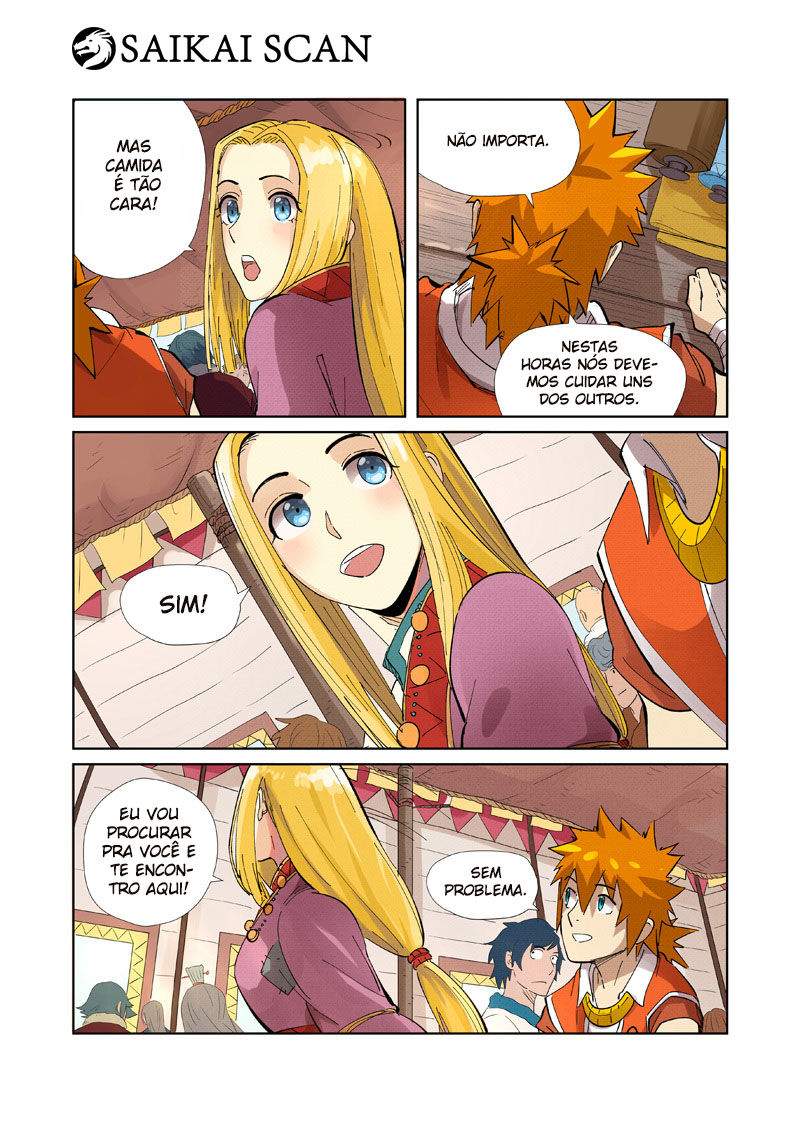 SAIKAI SCAN
MAS
CAMIDA
É TÃO
CARA!
NÃO IMPORTA.
NESTAS
HORAS NÓS DEVE-
MOS CUIDAR UNS
DOS OUTROS.
SIM!
EU VOU
PROCURAR
PRA VOCÊ E
TE ENCON-
TRO AQUI!
SEM
PROBLEMA.